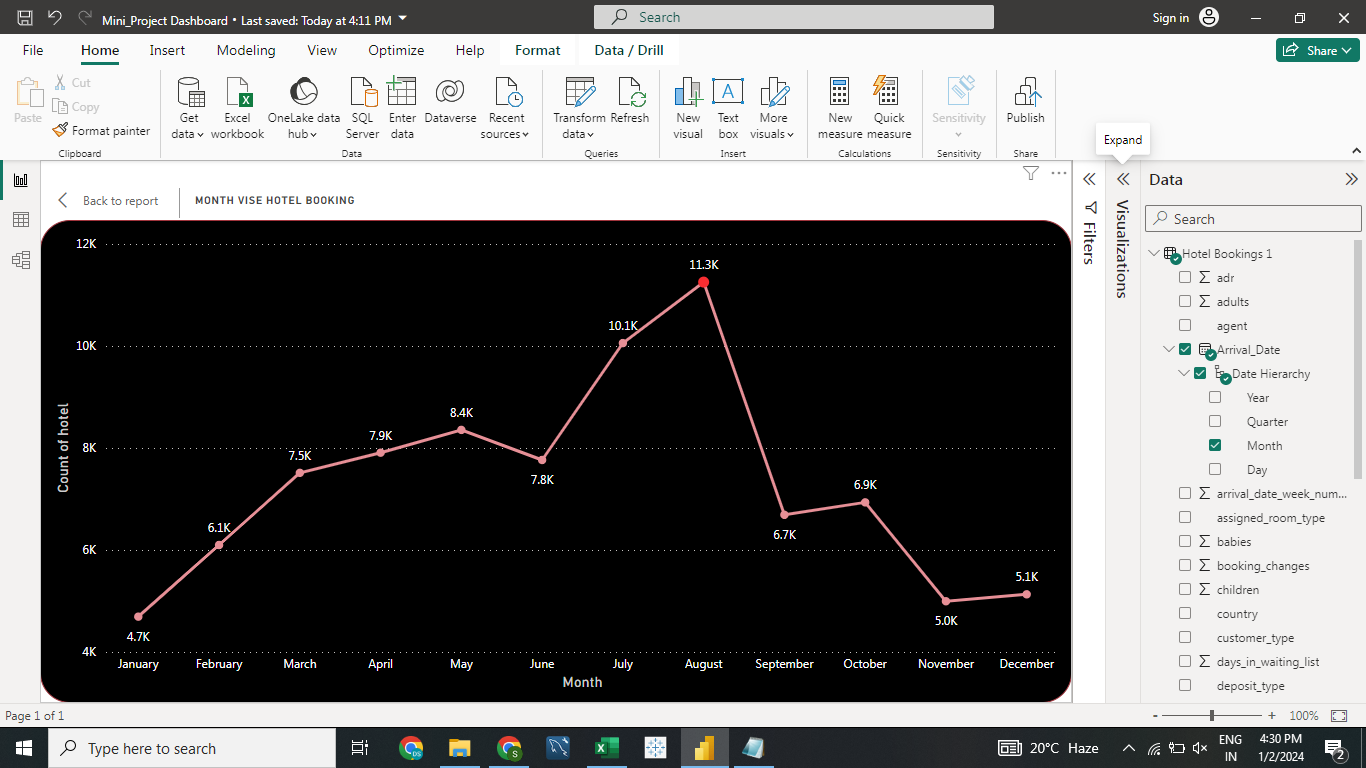 Mini_Project Dashboard • Last saved: Today at 4:11 PM
Search
Sign in
File Home Insert Modeling View Optimize Help Format Data / Drill
Share
Paste
Cut
Copy
Format painter
Clipboard
Get data
Excel workbook
OneLake data hub
SQL Server
Enter data
Dataverse
Recent sources
Data
Transform data
Refresh
Queries
New visual
Text box
A
More visuals
Insert
New measure
Quick measure
Calculations
Sensitivity
Sensitivity
Publish
Share
Expand
Back to report
MONTH VISE HOTEL BOOKING
12K
10K
8K
6K
4K
Count of hotel
4.7K
6.1K
7.5K
7.9K
8.4K
7.8K
10.1K
11.3K
6.7K
6.9K
5.0K
5.1K
January February March April May June July August September October November December
Month
Filters
Visualizations
Data
Search
Hotel Bookings 1
adr
adults
agent
Arrival_Date
Date Hierarchy
Year
Quarter
Month
Day
arrival_date_week_num...
assigned_room_type
babies
booking_changes
children
country
customer_type
days_in_waiting_list
deposit_type
Page 1 of 1
- + 100%
Type here to search
DS
S
20°C Haze
ENG
IN
4:30 PM
1/2/2024
2